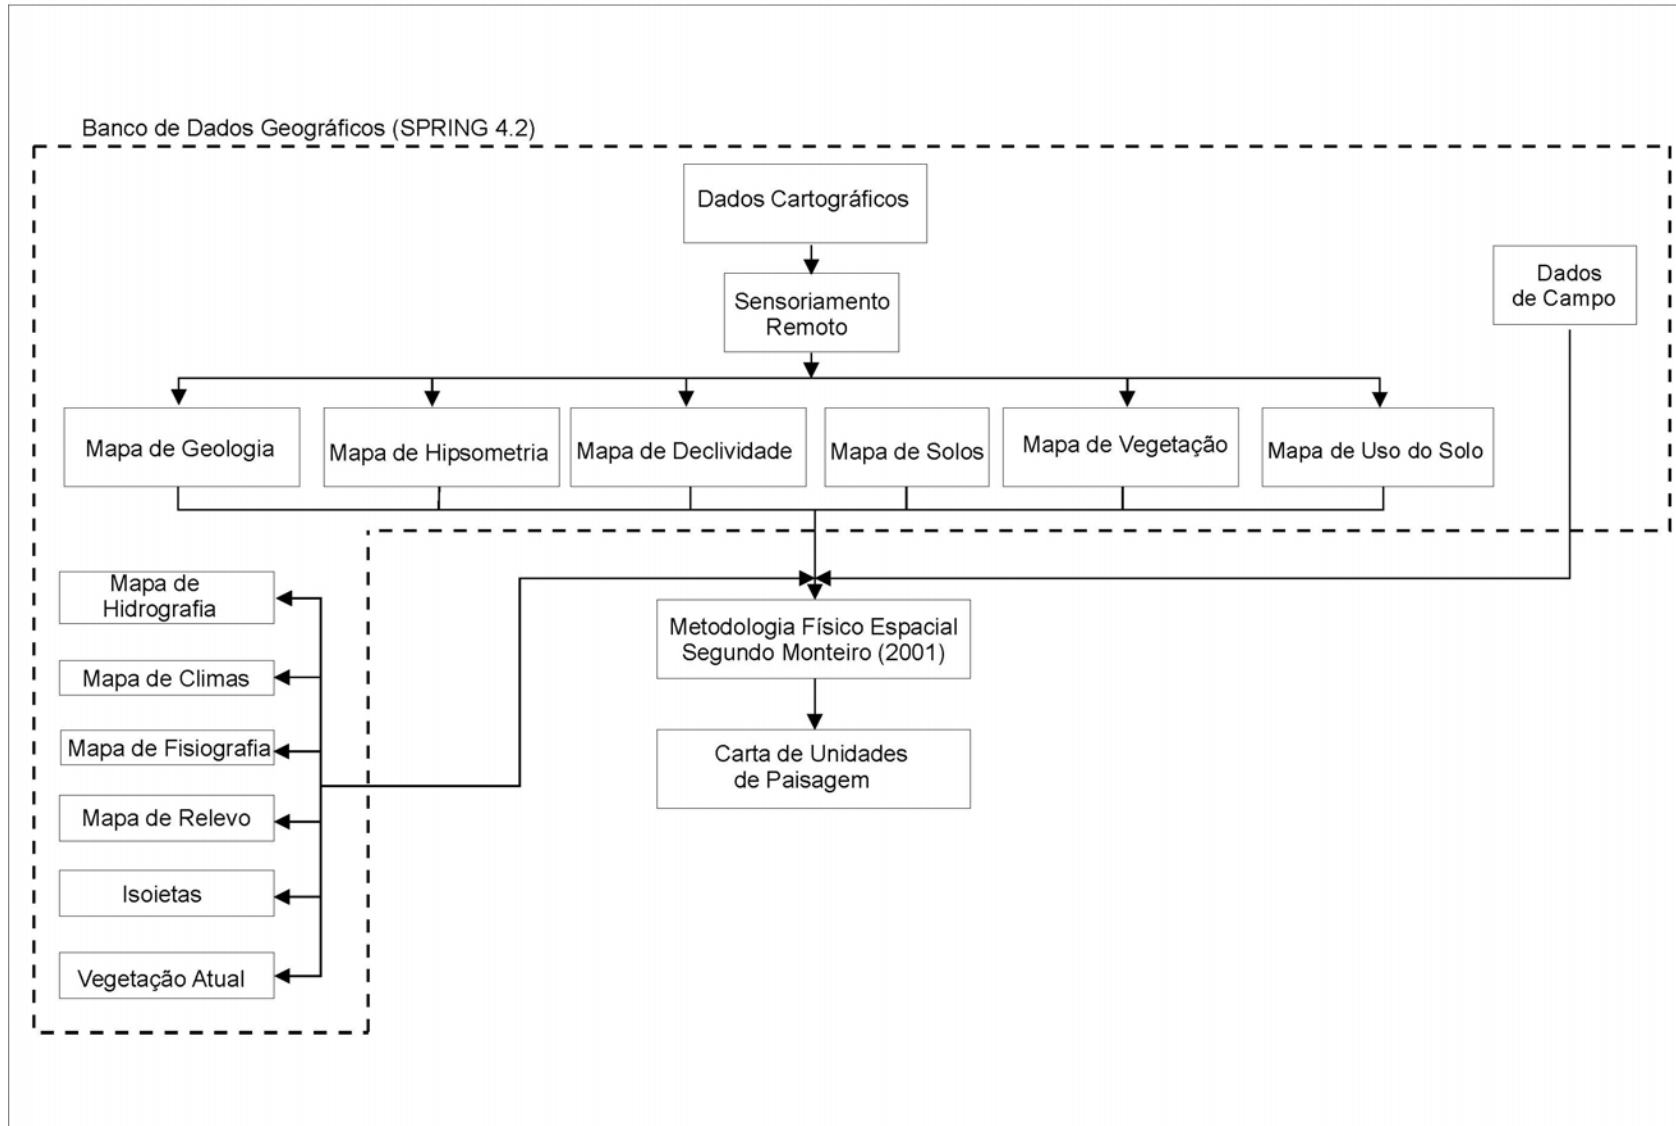 Banco de Dados Geográficos (SPRING 4.2)
Dados Cartográficos
Sensoriamento
Remoto
Dados
de Campo
Mapa de Geologia
Mapa de Hipsometria
Mapa de Declividade
Mapa de Solos
Mapa de Vegetação
Mapa de Uso do Solo
Mapa de
Hidrografia
Mapa de Climas
Mapa de Fisiografia
Mapa de Relevo
Isoietas
Vegetação Atual
Metodologia Físico Espacial
Segundo Monteiro (2001)
Carta de Unidades
de Paisagem